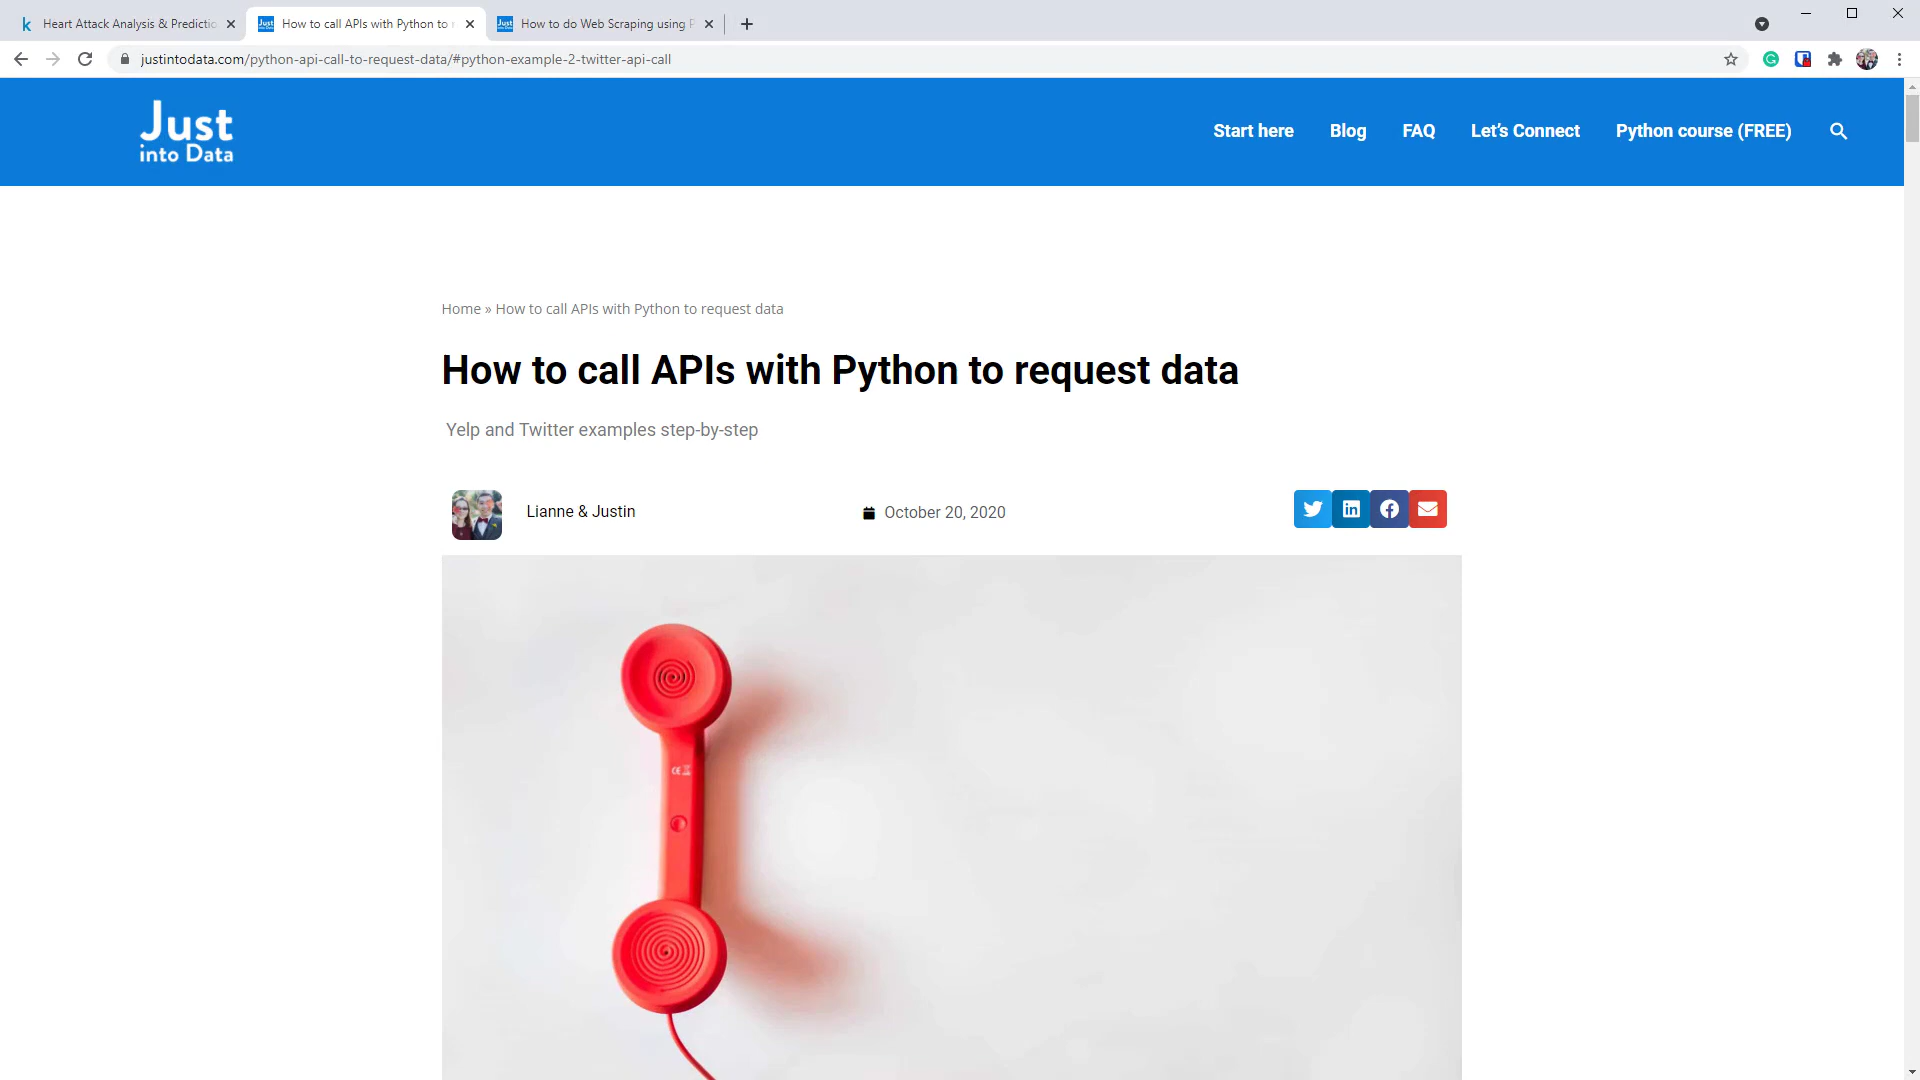 Heart Attack Analysis & Predictio
How to call APIs with Python to r
How to do Web Scraping using P
justintodata.com/python-api-call-to-request-data/#python-example-2-twitter-api-call
Just
into Data
Start here
Blog
FAQ
Let’s Connect
Python course (FREE)
Home » How to call APIs with Python to request data
How to call APIs with Python to request data
Yelp and Twitter examples step-by-step
Lianne & Justin
October 20, 2020